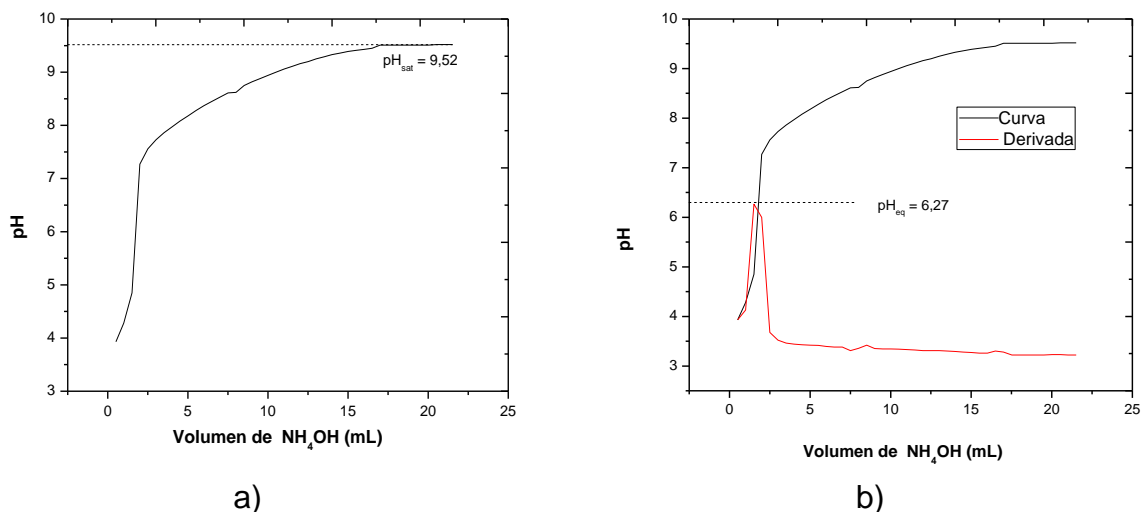 10
9
8
7
6
5
4
3
pH
pHsat = 9,52
0 5 10 15 20 25
Volumen de NH4OH (mL)
a)
10
9
8
7
6
5
4
3
pH
Curva
Derivada
pHeq = 6,27
0 5 10 15 20 25
Volumen de NH4OH (mL)
b)